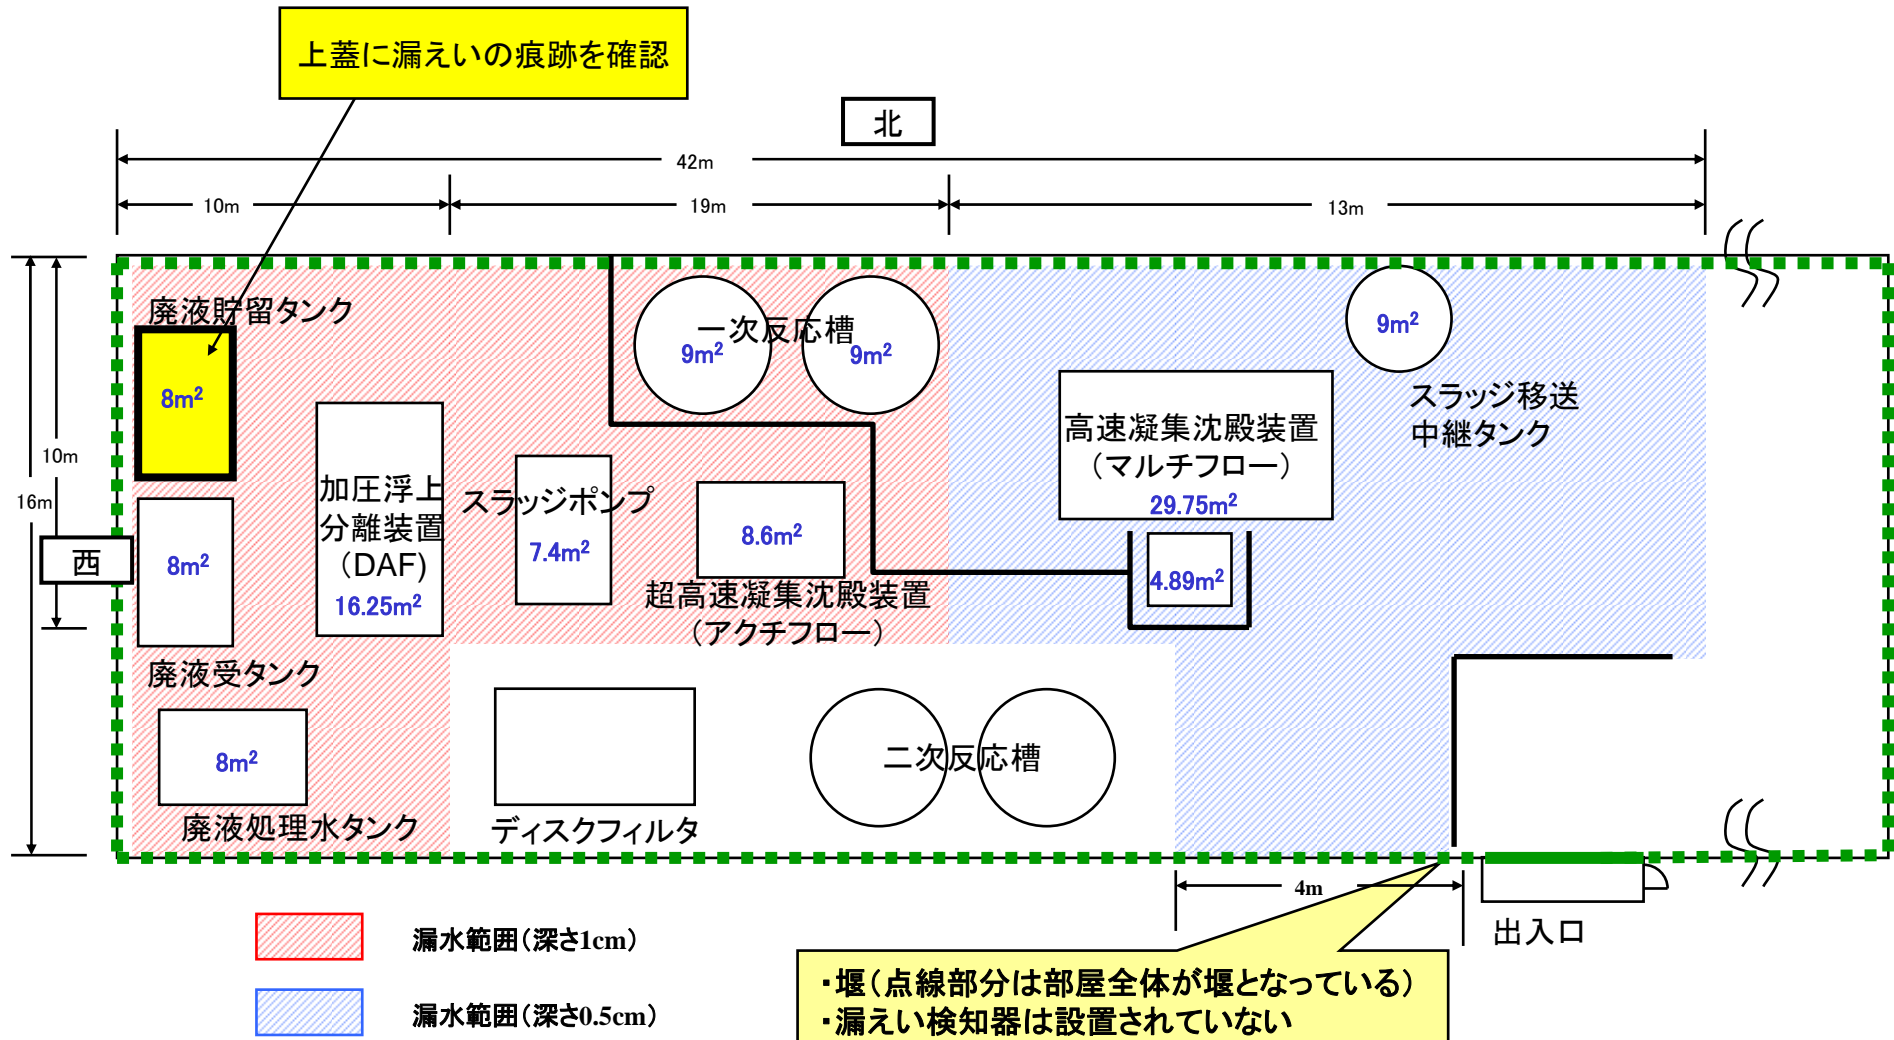 上蓋に漏えいの痕跡を確認
北
42m
10m
19m
13m
廃液貯留タンク
一次反応槽
9m²
9m²
9m²
8m²
スラッジ移送
中継タンク
高速凝集沈殿装置
（マルチフロー）
29.75m²
10m
16m
加圧浮上
分離装置
（DAF）
16.25m²
スラッジポンプ
7.4m²
8.6m²
西
8m²
4.89m²
超高速凝集沈殿装置
（アクチフロー）
廃液受タンク
8m²
二次反応槽
廃液処理水タンク
ディスクフィルタ
4m
出入口
漏水範囲（深さ1cm）
漏水範囲（深さ0.5cm）
・堰（点線部分は部屋全体が堰となっている）
・漏えい検知器は設置されていない